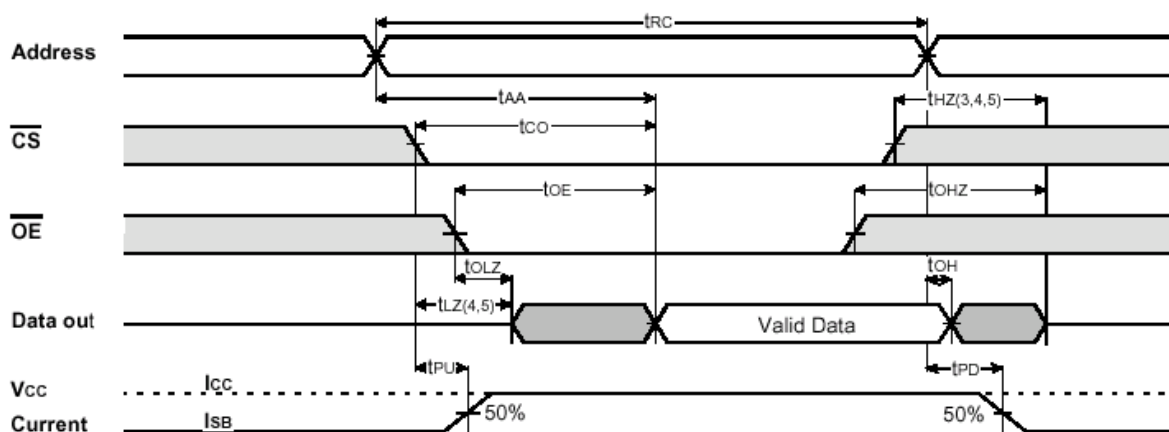 tRC
Address
tAA
tHZ(3,4,5)
tCO
CS
tOE
tOHZ
OE
tOLZ
tOH
tLZ(4,5)
Data out
Valid Data
tPU
tPD
VCC
ICC
50%
50%
Current
ISB